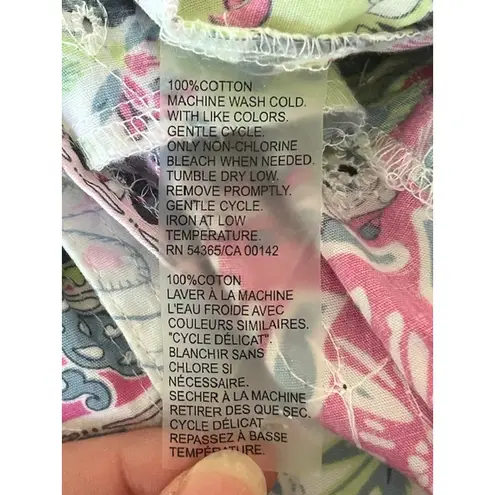 100%COTTON
MACHINE WASH COLD.
WITH LIKE COLORS.
GENTLE CYCLE.
ONLY NON-CHLORINE
BLEACH WHEN NEEDED.
TUMBLE DRY LOW.
REMOVE PROMPTLY.
GENTLE CYCLE.
IRON AT LOW
TEMPERATURE.
RN 54365/CA 00142
100%COTON
LAVER À LA MACHINE
L'EAU FROIDE AVEC
COULEURS SIMILAIRES.
"CYCLE DÉLICAT".
BLANCHIR SANS
CHLORE SI
NÉCESSAIRE.
SECHER À LA MACHINE
RETIRER DES QUE SEC.
CYCLE DÉLICAT
REPASSEZ À BASSE
TEMPÉRATURE.